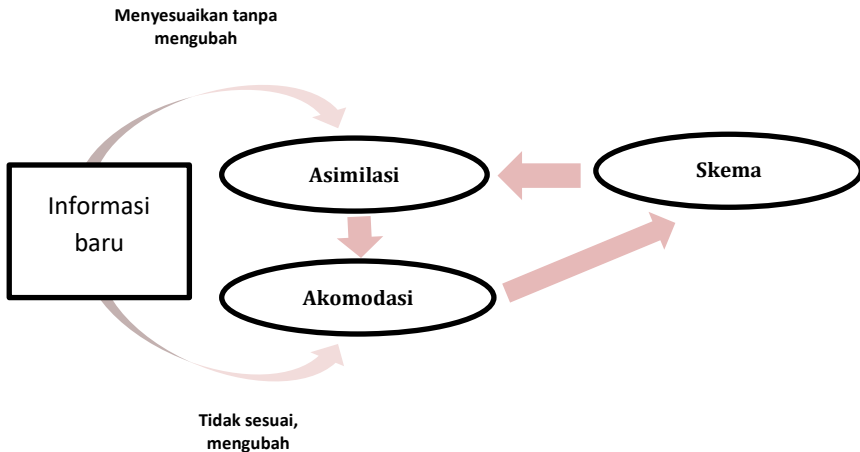 Menyesuaikan tanpa
mengubah
Asimilasi
Skema
Informasi
baru
Akomodasi
Tidak sesuai,
mengubah